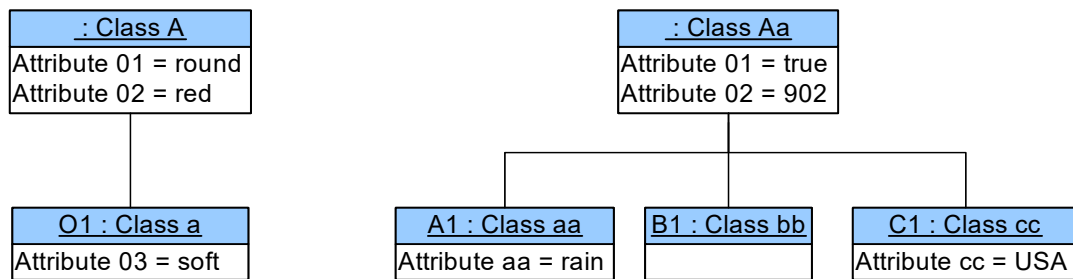 : Class A
Attribute 01 = round
Attribute 02 = red
O1 : Class a
Attribute 03 = soft
: Class Aa
Attribute 01 = true
Attribute 02 = 902
A1 : Class aa
Attribute aa = rain
B1 : Class bb
C1 : Class cc
Attribute cc = USA